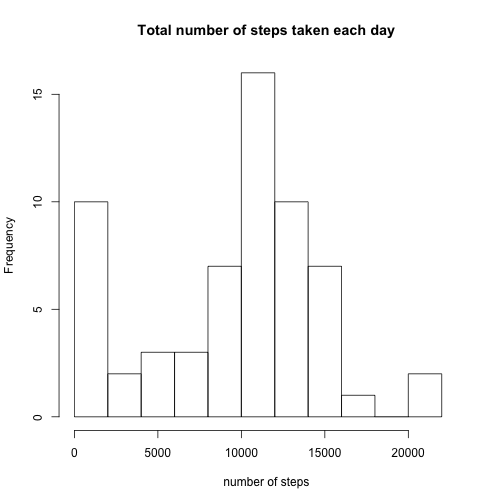 Total number of steps taken each day
Frequency
15
10
5
0
0 5000 10000 15000 20000
number of steps